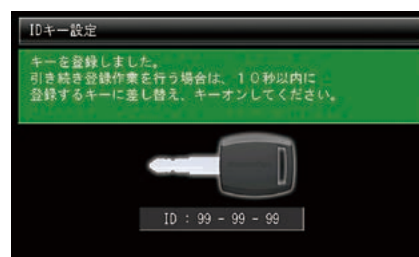 IDキー設定
キーを登録しました。
引き続き登録作業を行う場合は、１０秒以内に
登録するキーに差し替え、キーオンしてください。
ID : 99 - 99 - 99